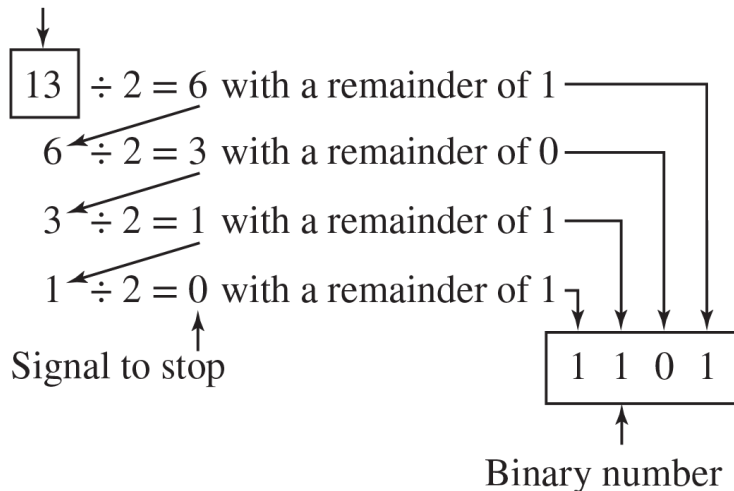 13 ÷ 2 = 6 with a remainder of 1
6 ÷ 2 = 3 with a remainder of 0
3 ÷ 2 = 1 with a remainder of 1
1 ÷ 2 = 0 with a remainder of 1
Signal to stop
1 1 0 1
Binary number